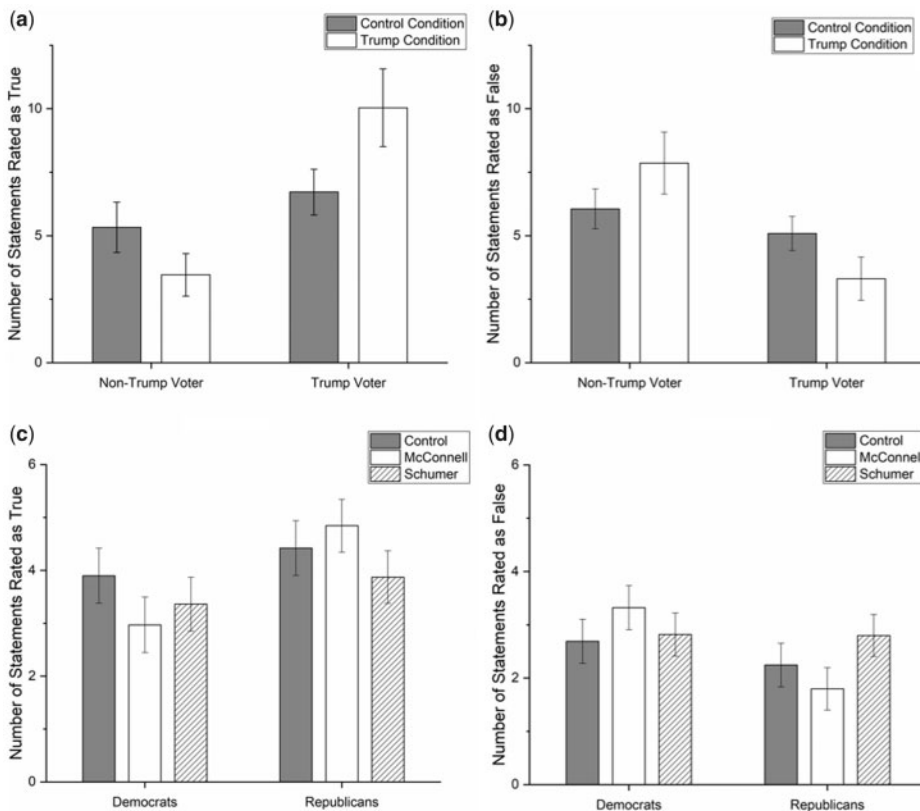 (a)
Control Condition
Trump Condition
Number of Statements Rated as True
10
5
0
Non-Trump Voter
Trump Voter
(b)
Control Condition
Trump Condition
Number of Statements Rated as False
10
5
0
Non-Trump Voter
Trump Voter
(c)
Control
McConnell
Schumer
Number of Statements Rated as True
6
4
2
0
Democrats
Republicans
(d)
Control
McConnell
Schumer
Number of Statements Rated as False
6
4
2
0
Democrats
Republicans